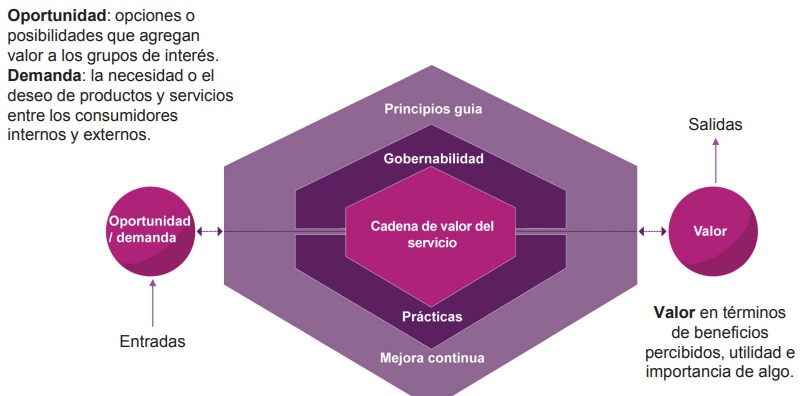 Oportunidad: opciones o
posibilidades que agregan
valor a los grupos de interés.
Demanda: la necesidad o el
deseo de productos y servicios
entre los consumidores
internos y externos.
Principios guia
Gobernabilidad
Salidas
Oportunidad
/ demanda
Cadena de valor del
servicio
Valor
Entradas
Prácticas
Mejora continua
Valor en términos
de beneficios
percibidos, utilidad e
importancia de algo.